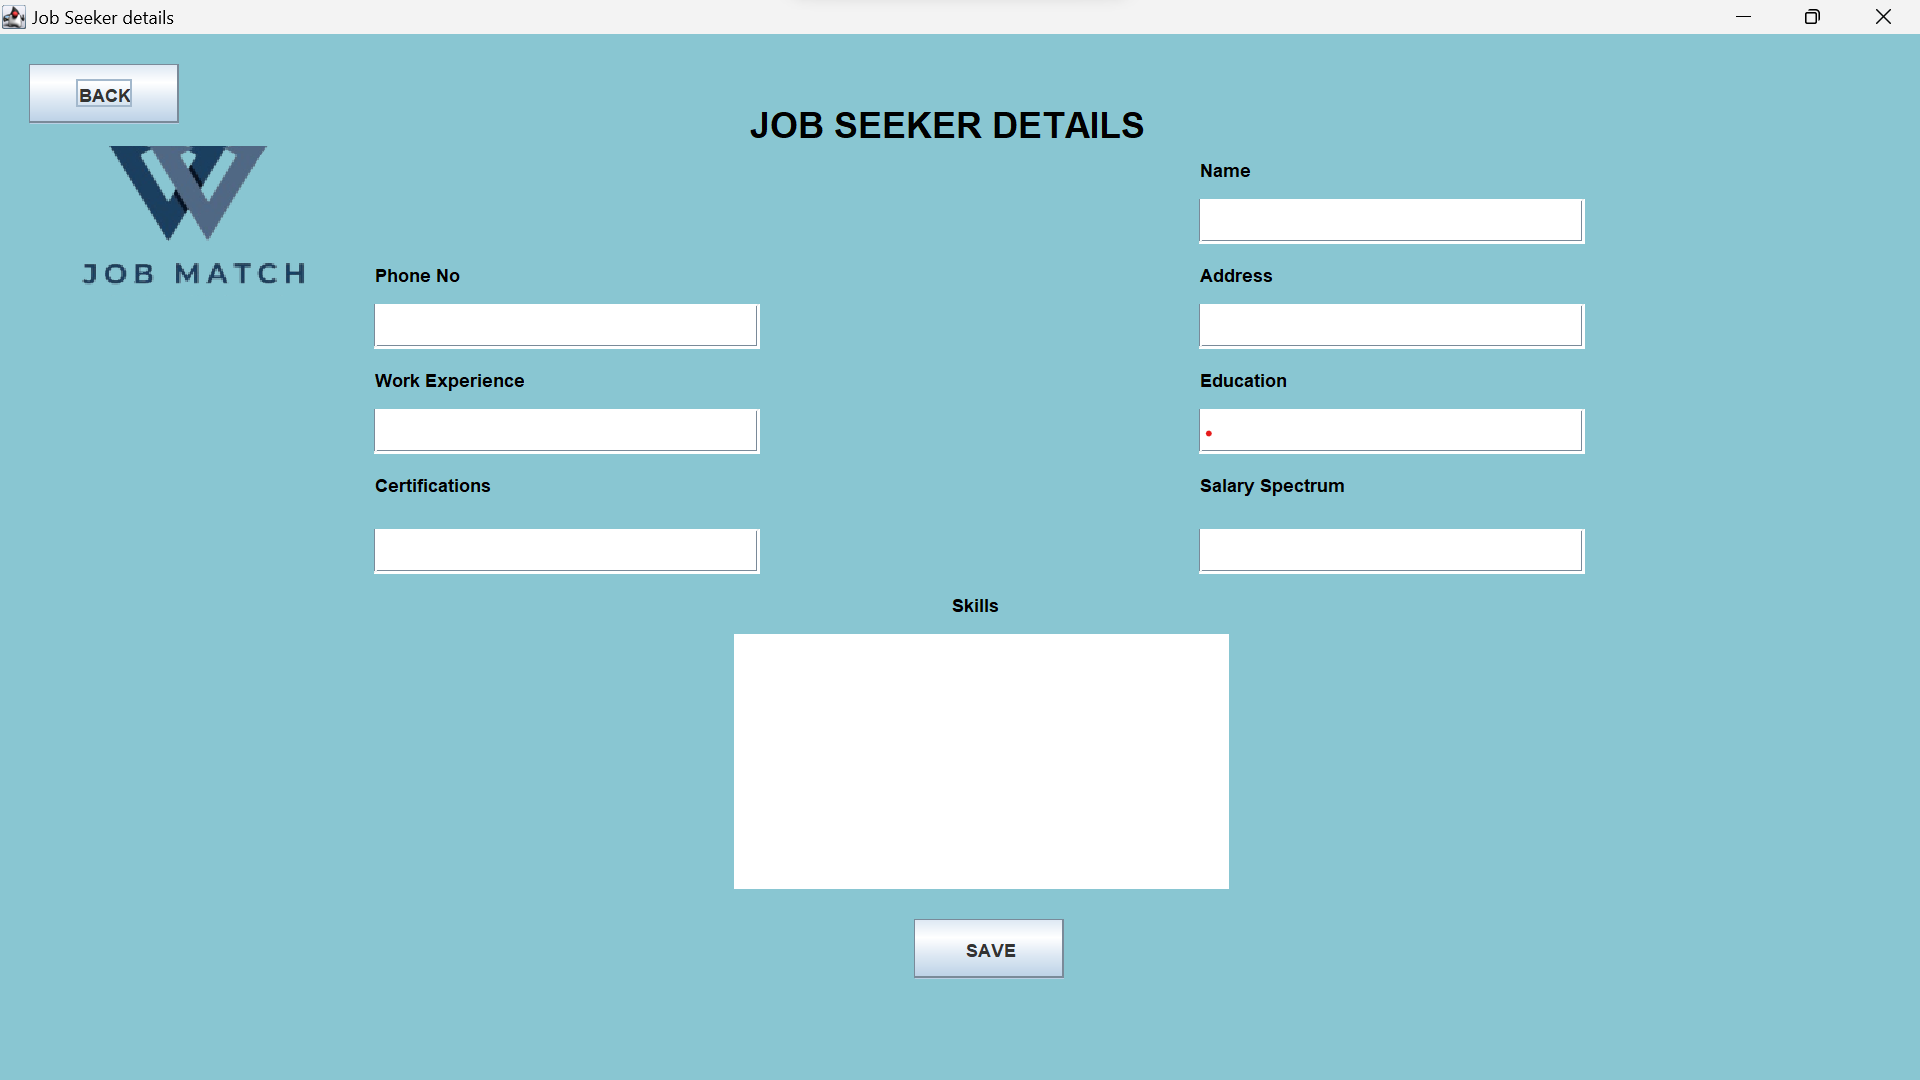 Job Seeker details
BACK
JOB SEEKER DETAILS
JOB MATCH
Name
Phone No
Address
Work Experience
Education
Certifications
Salary Spectrum
Skills
SAVE